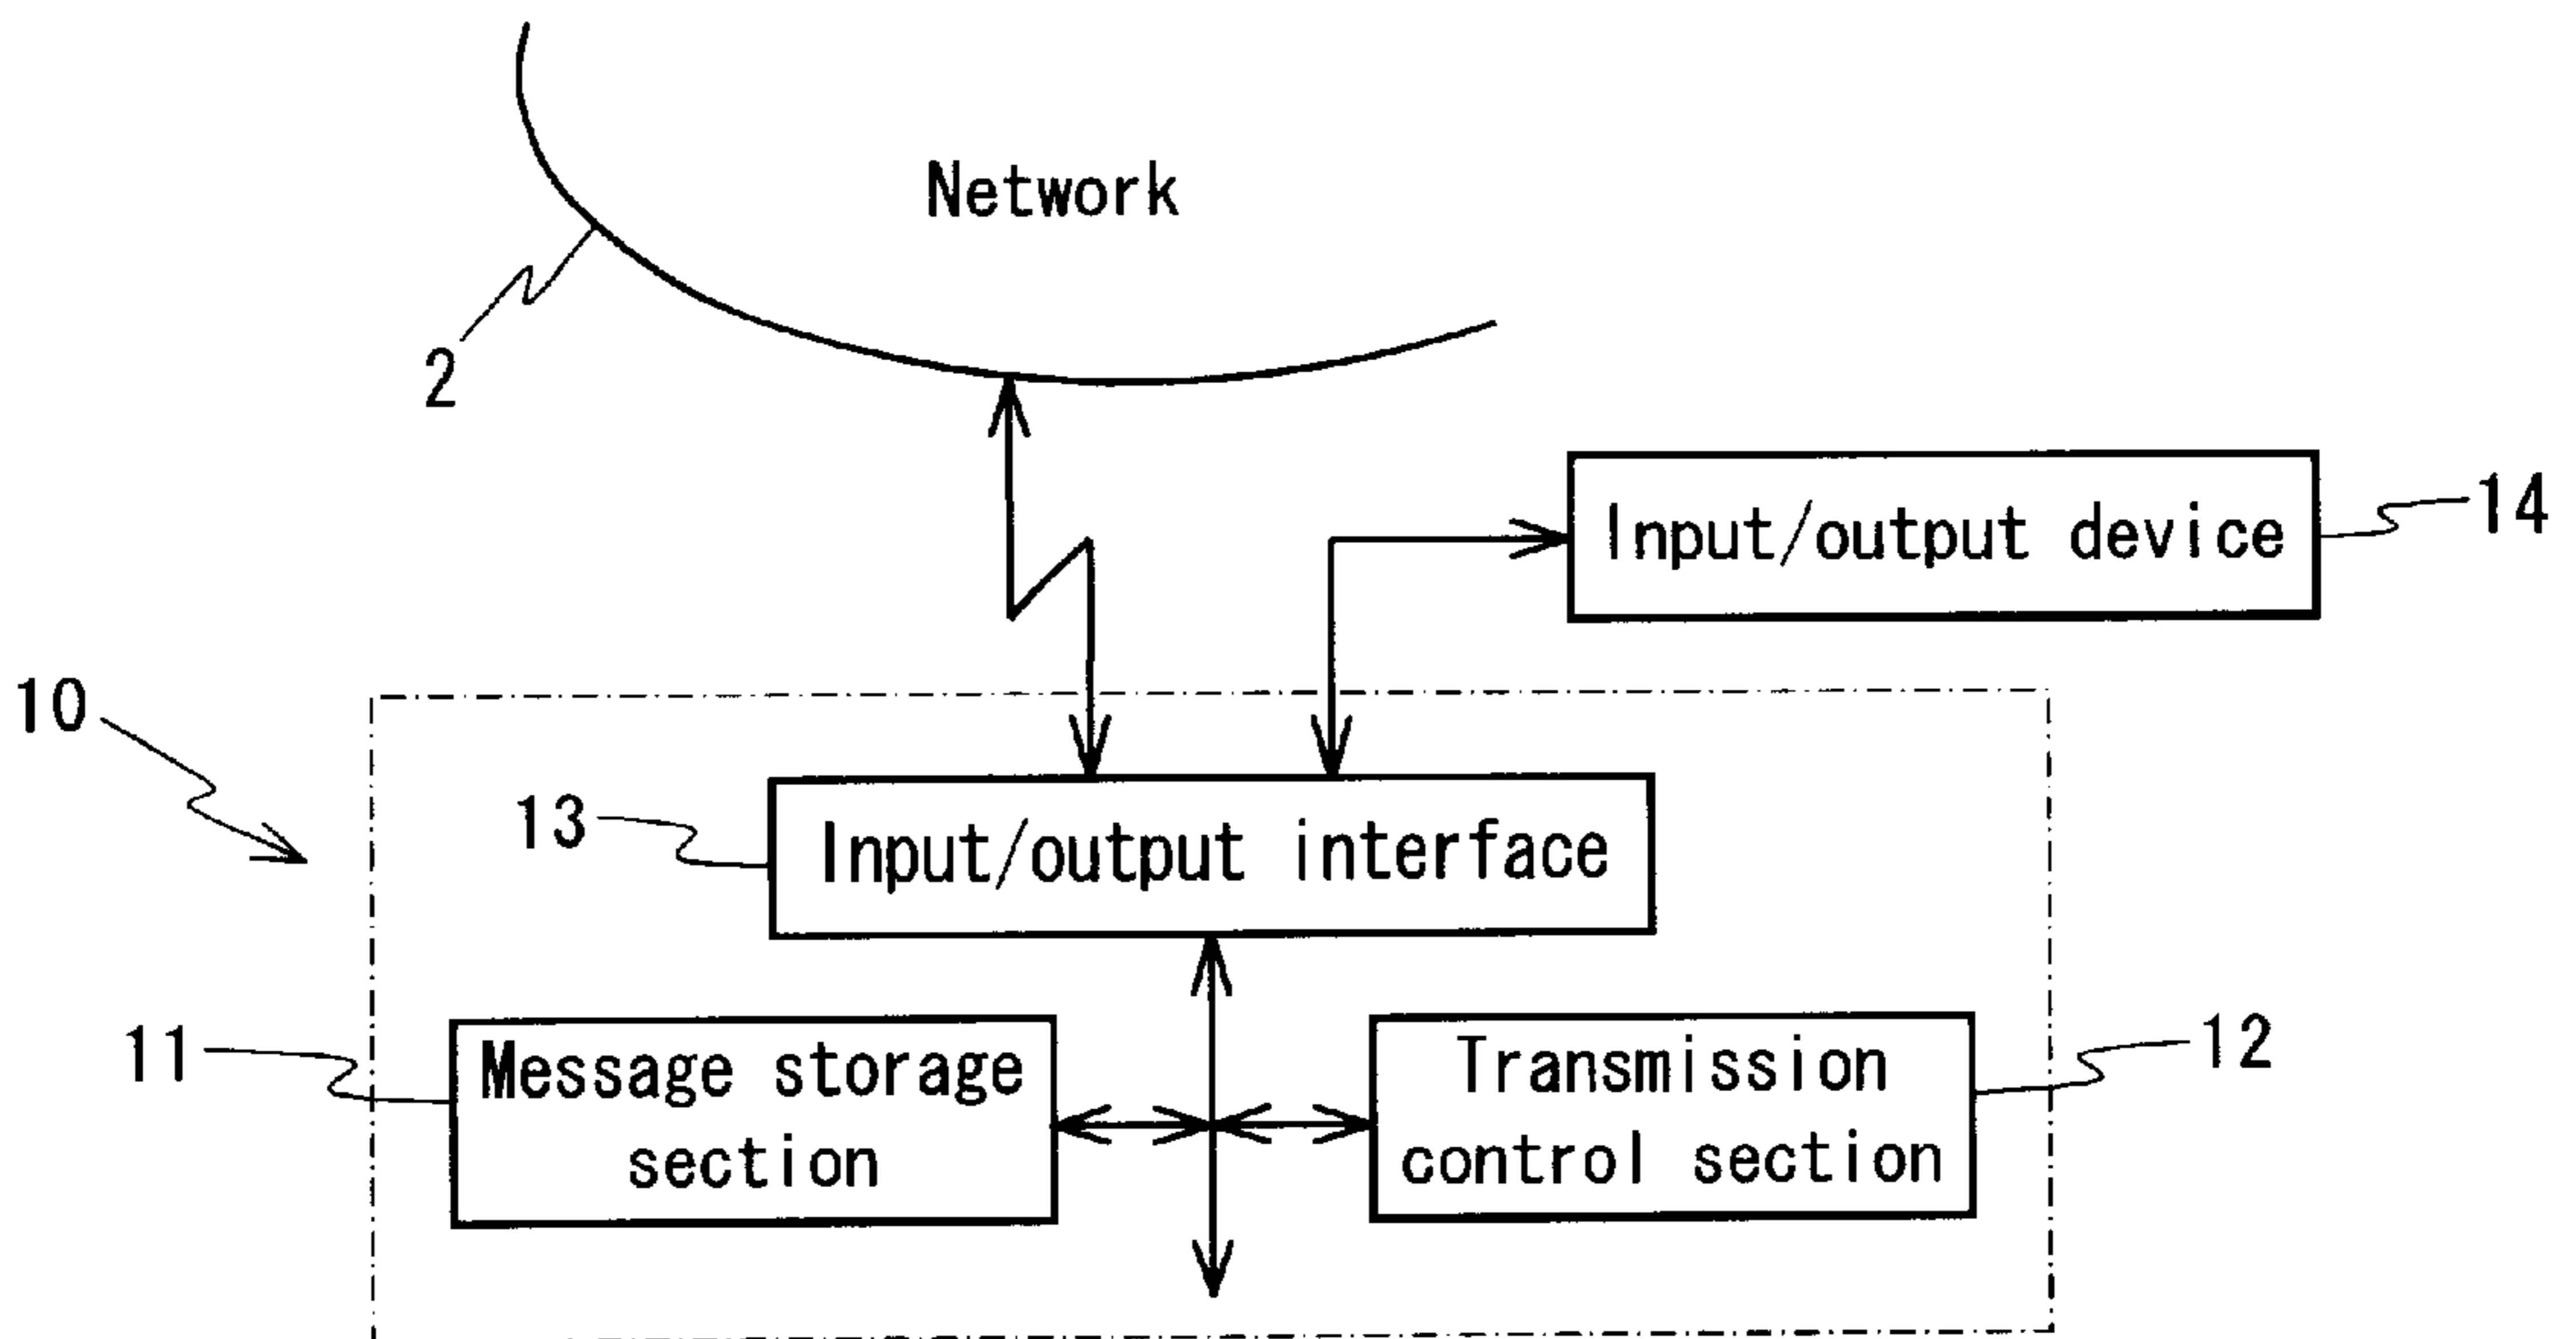 Network
2
Input/output device
14
10
13
Input/output interface
11
Message storage
section
Transmission
control section
12